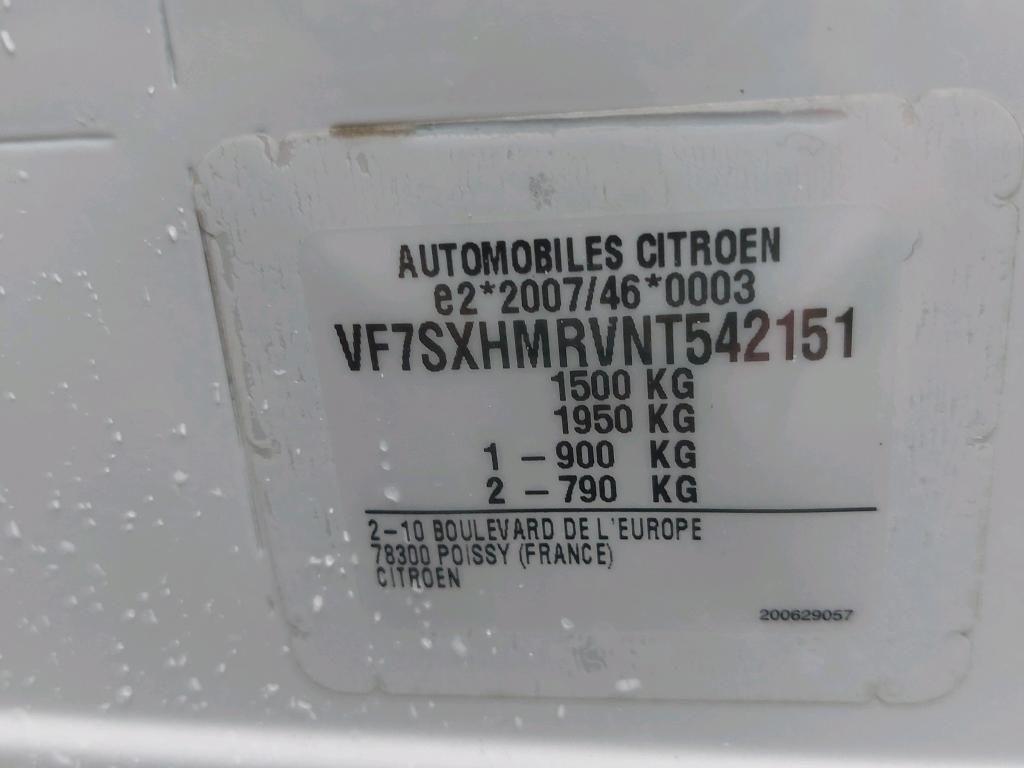 AUTOMOBILES CITROEN
e2*2007/46*0003
VF7SXHMRVNT542151
1500 KG
1950 KG
1 - 900 KG
2 - 790 KG
2-10 BOULEVARD DE L'EUROPE
78300 POISSY (FRANCE)
CITROEN
200629057